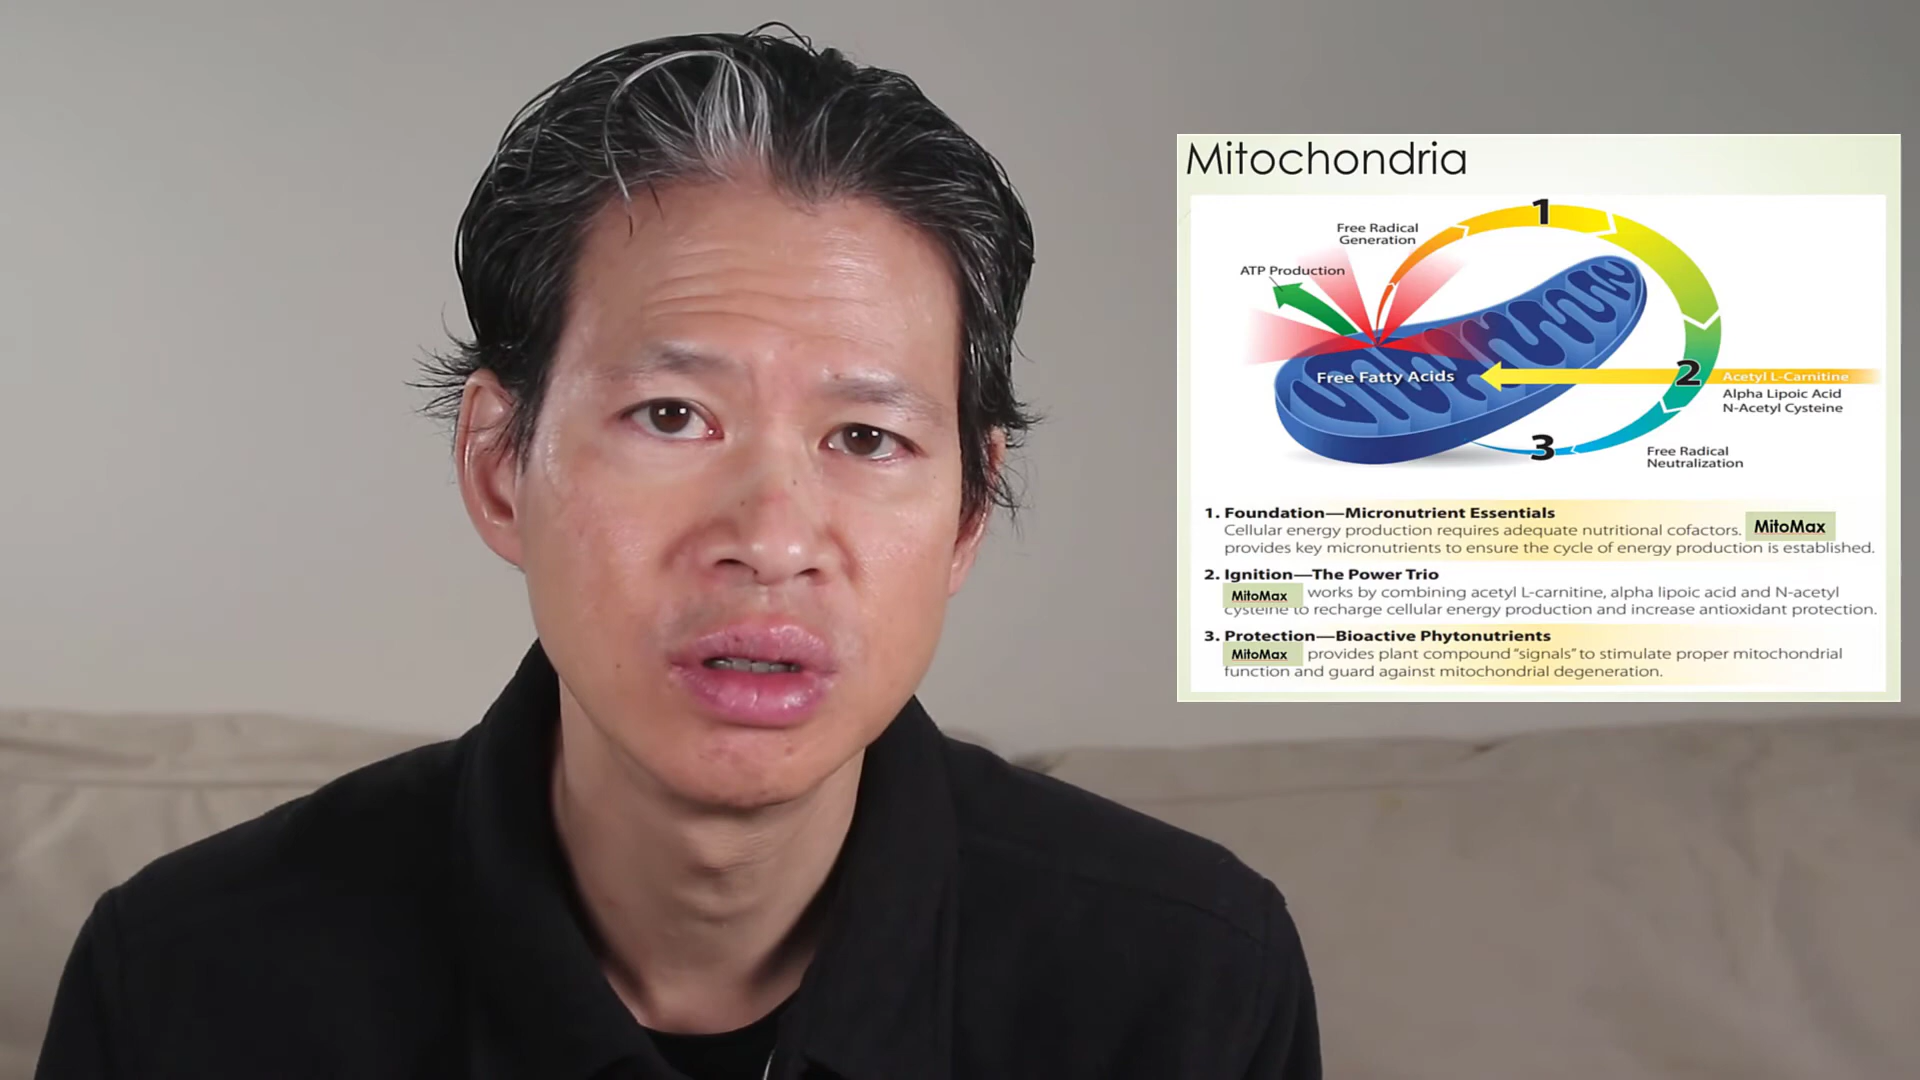 Mitochondria
1
Free Radical
Generation
ATP Production
Free Fatty Acids
2
Acetyl L-Carnitine
Alpha Lipoic Acid
N-Acetyl Cysteine
3
Free Radical
Neutralization
1. Foundation—Micronutrient Essentials
Cellular energy production requires adequate nutritional cofactors. MitoMax
provides key micronutrients to ensure the cycle of energy production is established.
2. Ignition—The Power Trio
MitoMax works by combining acetyl L-carnitine, alpha lipoic acid and N-acetyl
cysteine to recharge cellular energy production and increase antioxidant protection.
3. Protection—Bioactive Phytonutrients
MitoMax provides plant compound "signals" to stimulate proper mitochondrial
function and guard against mitochondrial degeneration.